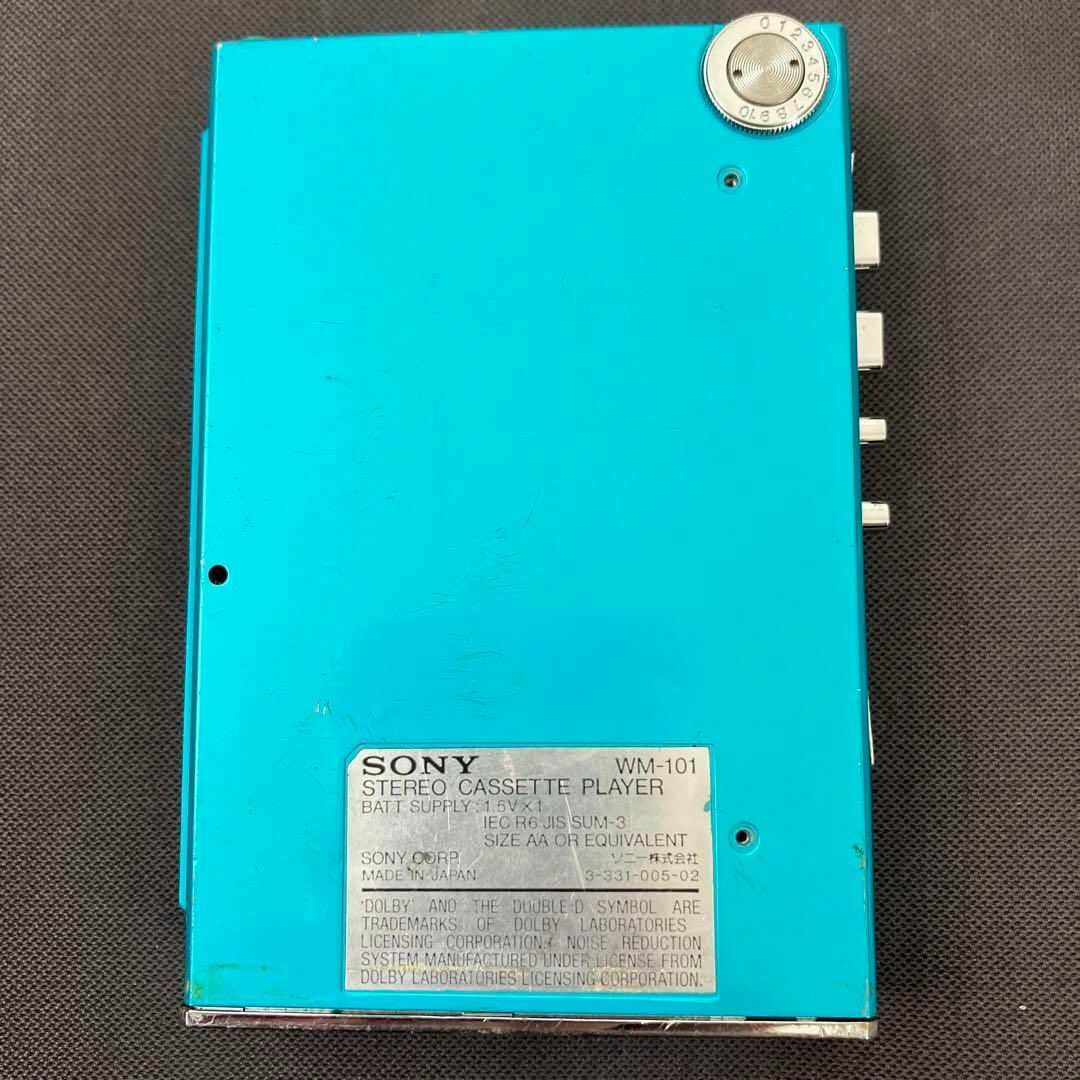 0 1 2 3 4 5 6 7 8 9 10
SONY WM-101
STEREO CASSETTE PLAYER
BATT SUPPLY: 1.5V×1
IEC R6 JIS SUM-3
SIZE AA OR EQUIVALENT
SONY CORP. ソニー株式会社
MADE IN JAPAN 3-331-005-02
"DOLBY" AND THE DOUBLE-D SYMBOL ARE
TRADEMARKS OF DOLBY LABORATORIES
LICENSING CORPORATION. NOISE REDUCTION
SYSTEM MANUFACTURED UNDER LICENSE FROM
DOLBY LABORATORIES LICENSING CORPORATION.